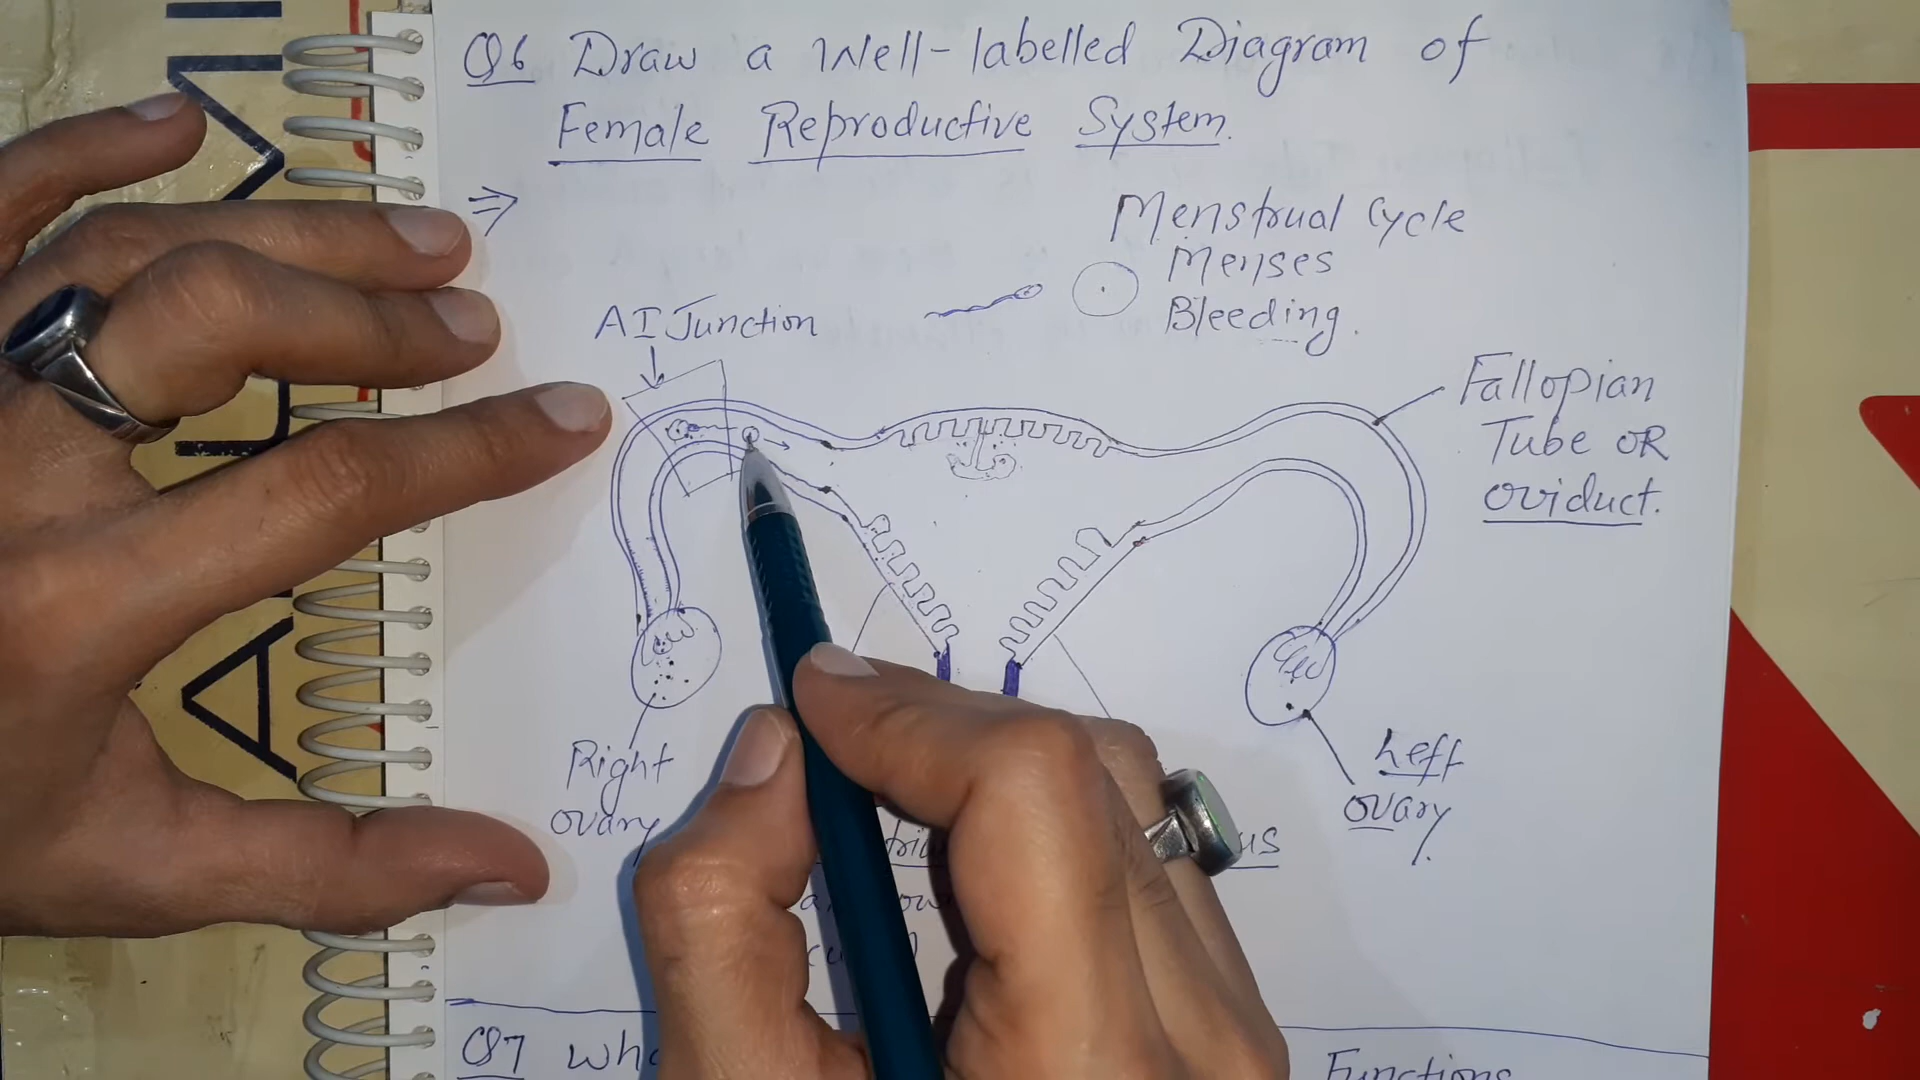 Q6 Draw a Well-labelled Diagram of
Female Reproductive System.
⇒
Menstrual Cycle
Menses
Bleeding.
AI Junction
Fallopian
Tube OR
oviduct.
Right
ovary
Left
ovary.
Q7
Functions